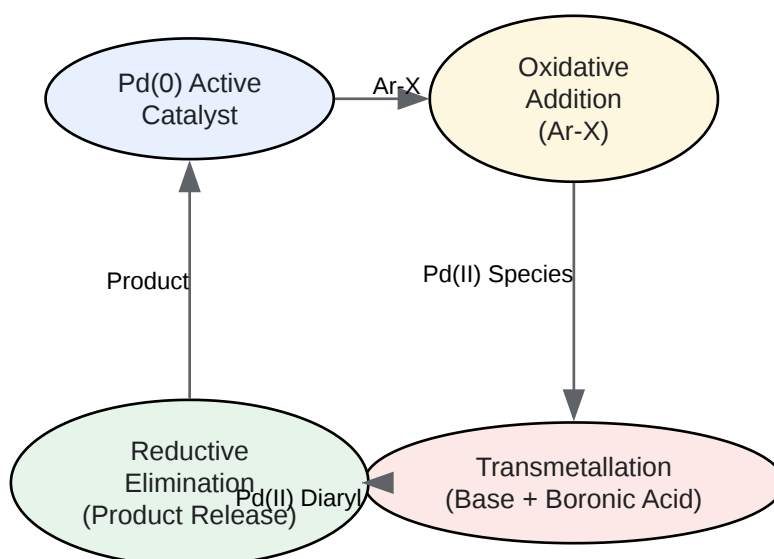 Pd(0) Active
Catalyst
Ar-X
Oxidative
Addition
(Ar-X)
Product
Pd(II) Species
Reductive
Elimination
(Product Release)
Pd(II) Diaryl
Transmetallation
(Base + Boronic Acid)